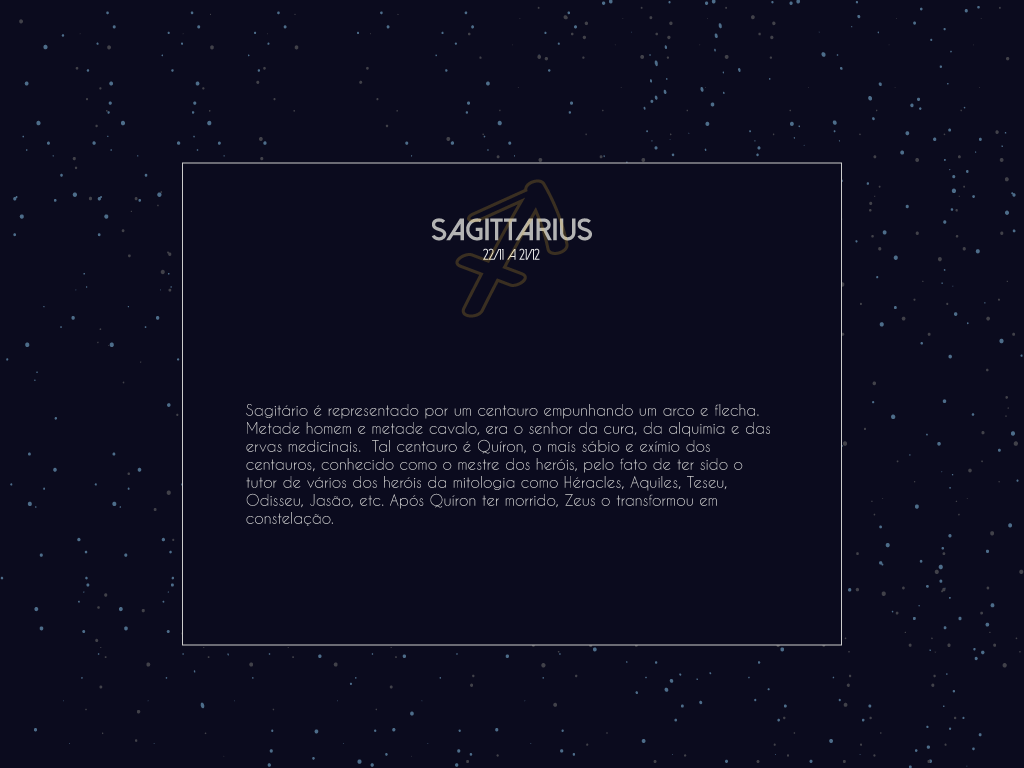 SAGITTARIUS
22/11 A 21/12
Sagitário é representado por um centauro empunhando um arco e flecha.
Metade homem e metade cavalo, era o senhor da cura, da alquimia e das
ervas medicinais.  Tal centauro é Quíron, o mais sábio e exímio dos
centauros, conhecido como o mestre dos heróis, pelo fato de ter sido o
tutor de vários dos heróis da mitologia como Héracles, Aquiles, Teseu,
Odisseu, Jasão, etc. Após Quíron ter morrido, Zeus o transformou em
constelação.